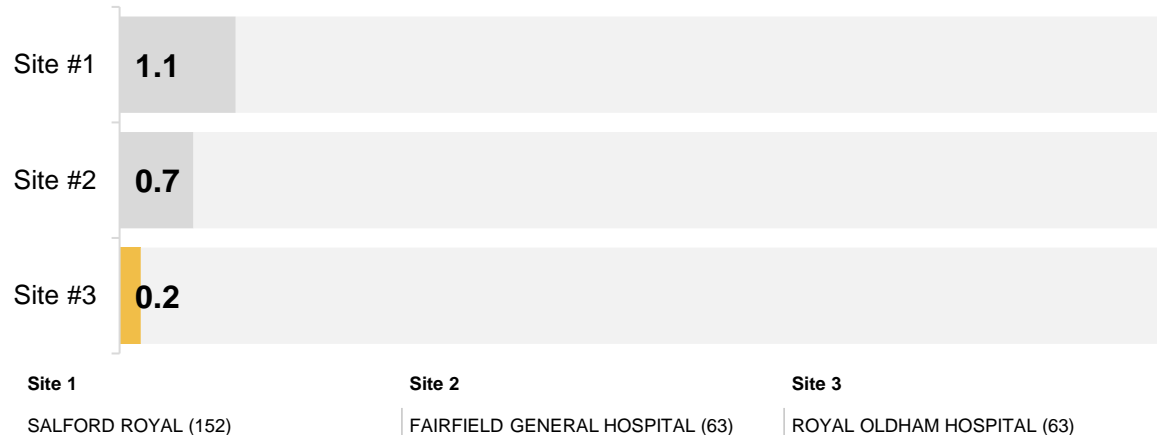 Site #1 1.1
Site #2 0.7
Site #3 0.2
Site 1 Site 2 Site 3
SALFORD ROYAL (152) FAIRFIELD GENERAL HOSPITAL (63) ROYAL OLDHAM HOSPITAL (63)